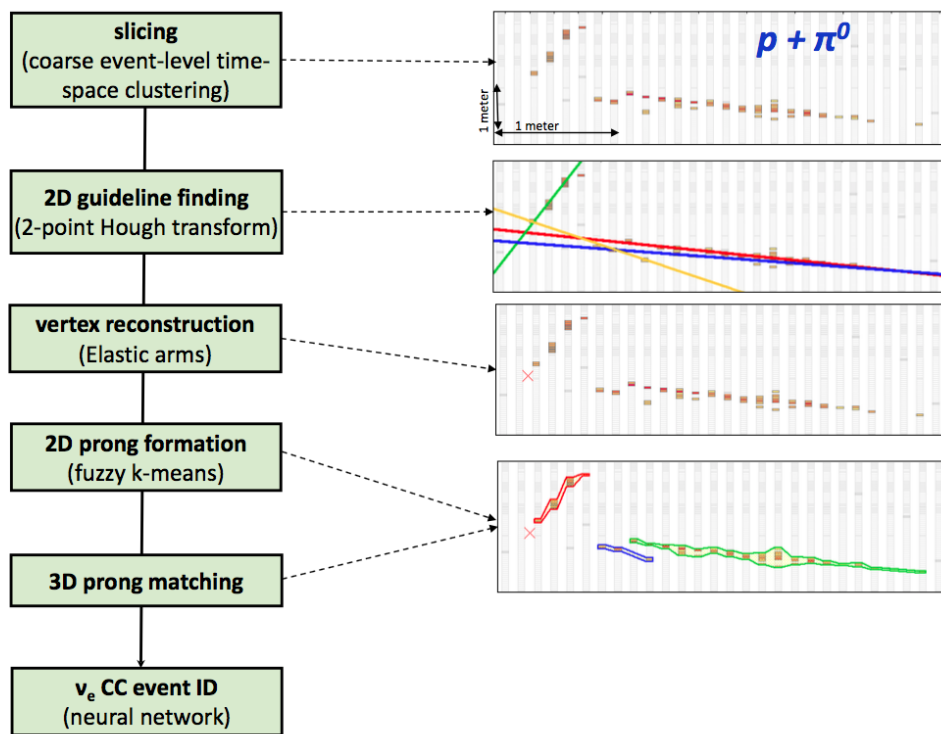 slicing
(coarse event-level time-
space clustering)
p + π⁰
1 meter
1 meter
2D guideline finding
(2-point Hough transform)
vertex reconstruction
(Elastic arms)
2D prong formation
(fuzzy k-means)
3D prong matching
νₑ CC event ID
(neural network)